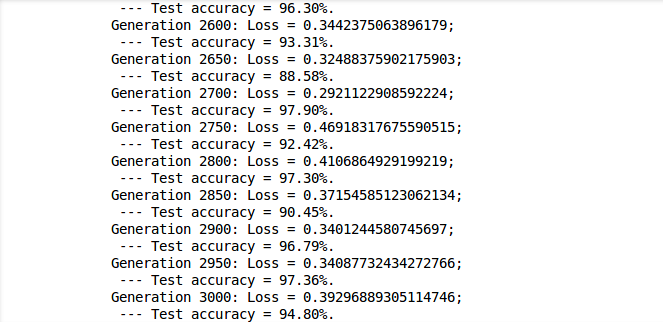 --- Test accuracy = 96.30%.
Generation 2600: Loss = 0.3442375063896179;
--- Test accuracy = 93.31%.
Generation 2650: Loss = 0.32488375902175903;
--- Test accuracy = 88.58%.
Generation 2700: Loss = 0.2921122908592224;
--- Test accuracy = 97.90%.
Generation 2750: Loss = 0.46918317675590515;
--- Test accuracy = 92.42%.
Generation 2800: Loss = 0.4106864929199219;
--- Test accuracy = 97.30%.
Generation 2850: Loss = 0.37154585123062134;
--- Test accuracy = 90.45%.
Generation 2900: Loss = 0.3401244580745697;
--- Test accuracy = 96.79%.
Generation 2950: Loss = 0.34087732434272766;
--- Test accuracy = 97.36%.
Generation 3000: Loss = 0.39296889305114746;
--- Test accuracy = 94.80%.